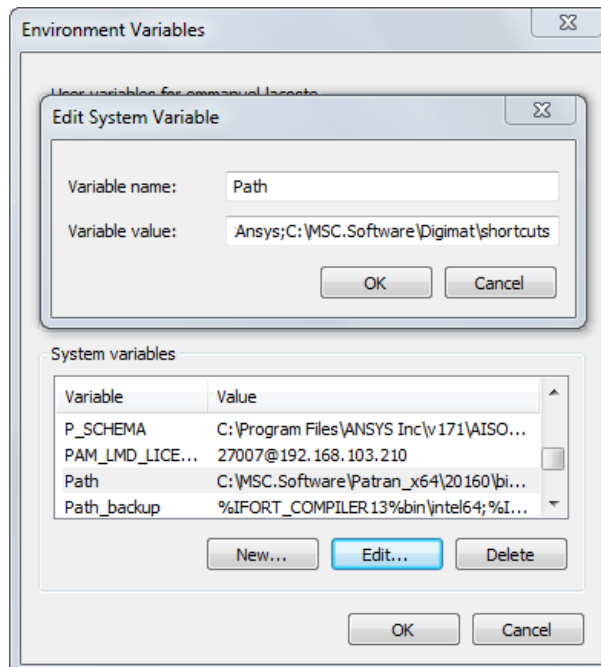 Environment Variables
User variables for emmanuel lacoste
Edit System Variable
Variable name: Path
Variable value: Ansys;C:\MSC.Software\Digimat\shortcuts
OK Cancel
System variables
Variable Value
P_SCHEMA C:\Program Files\ANSYS Inc\v171\AISO...
PAM_LMD_LICE... 27007@192.168.103.210
Path C:\MSC.Software\Patran_x64\20160\bi...
Path_backup %IFORT_COMPILER13%bin\intel64;%I...
New... Edit... Delete
OK Cancel